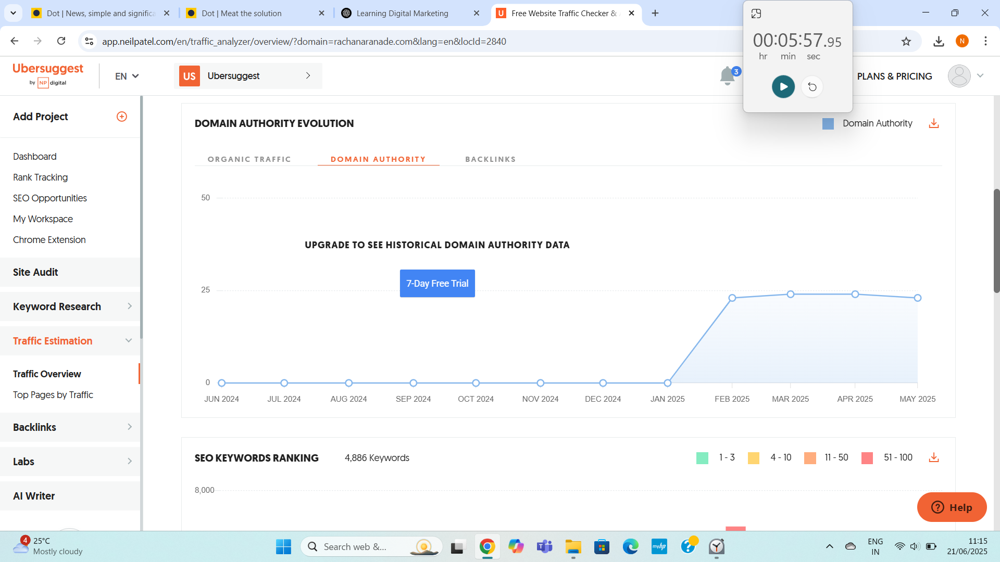 Dot | News, simple and significa
Dot | Meat the solution
Learning Digital Marketing
U
Free Website Traffic Checker &
app.neilpatel.com/en/traffic_analyzer/overview/?domain=rachanaranade.com&lang=en&locId=2840
N
00:05:57.95
hr min sec
Ubersuggest
by NP digital
EN
US
Ubersuggest
3
PLANS & PRICING
Add Project
Dashboard
Rank Tracking
SEO Opportunities
My Workspace
Chrome Extension
Site Audit
Keyword Research
Traffic Estimation
Traffic Overview
Top Pages by Traffic
Backlinks
Labs
AI Writer
DOMAIN AUTHORITY EVOLUTION
Domain Authority
ORGANIC TRAFFIC
DOMAIN AUTHORITY
BACKLINKS
50
UPGRADE TO SEE HISTORICAL DOMAIN AUTHORITY DATA
7-Day Free Trial
25
0
JUN 2024 JUL 2024 AUG 2024 SEP 2024 OCT 2024 NOV 2024 DEC 2024 JAN 2025 FEB 2025 MAR 2025 APR 2025 MAY 2025
SEO KEYWORDS RANKING 4,886 Keywords
1 - 3 4 - 10 11 - 50 51 - 100
8,000
Help
4
25°C
Mostly cloudy
Search web &...
myhp
ENG
IN
11:15
21/06/2025